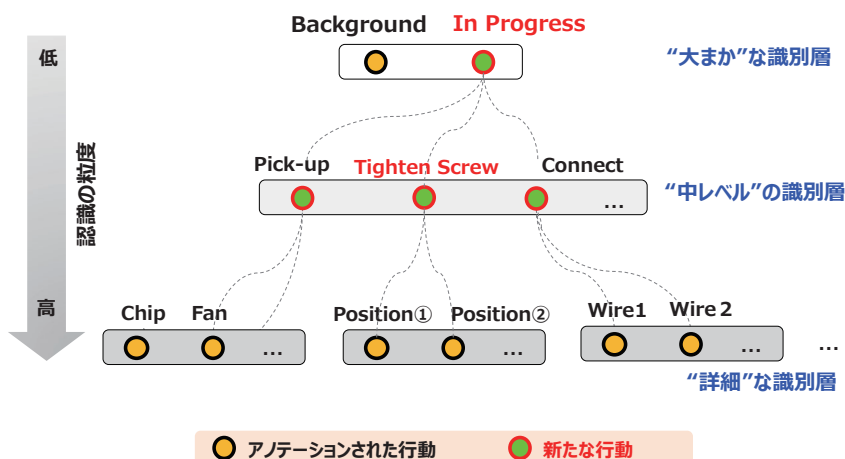 Background In Progress
低
"大まか"な識別層
認識の粒度
Pick-up Tighten Screw Connect
...
"中レベル"の識別層
高
Chip Fan Position① Position② Wire1 Wire 2
... ... ... ...
"詳細"な識別層
アノテーションされた行動 新たな行動